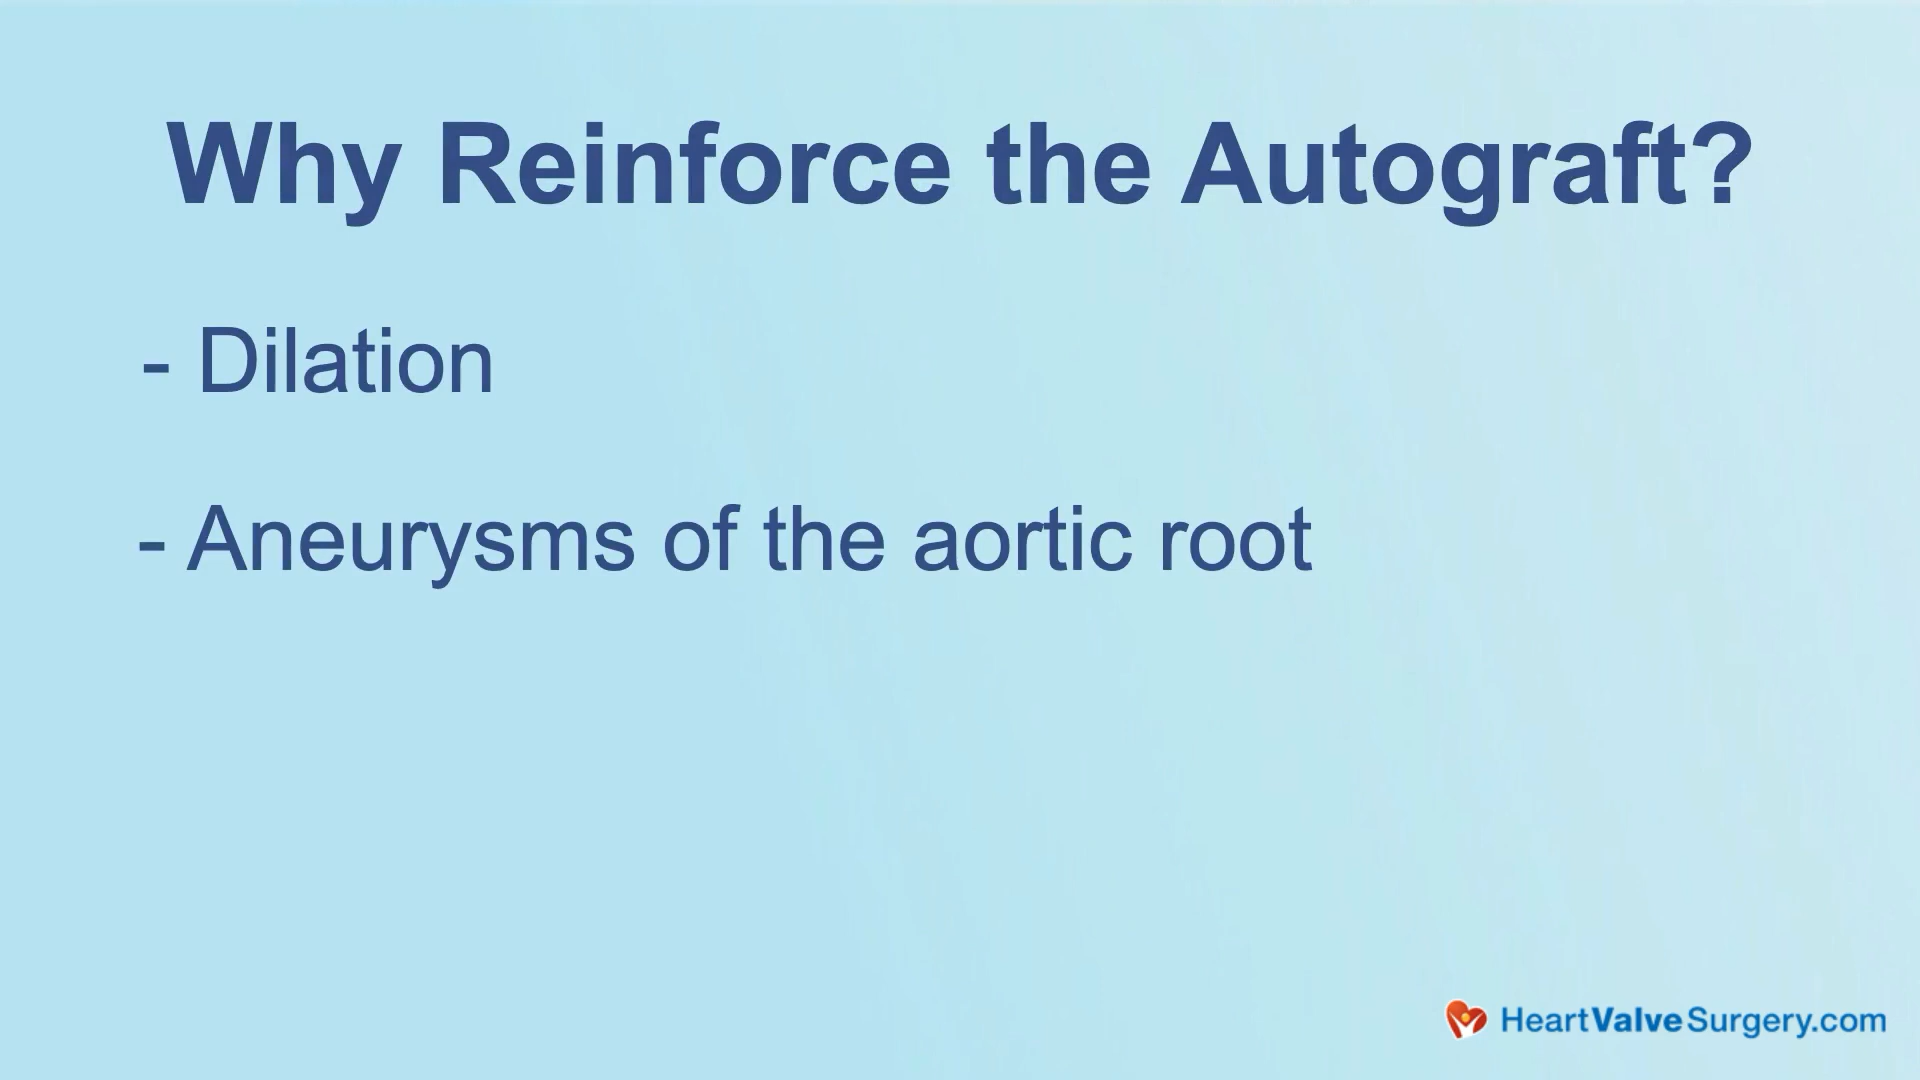 Why Reinforce the Autograft?
- Dilation
- Aneurysms of the aortic root
HeartValveSurgery.com